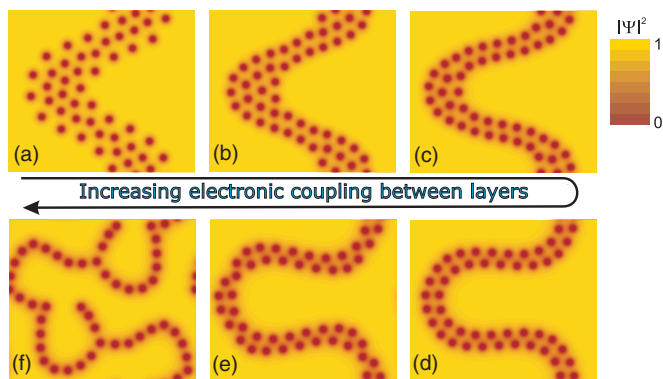 |Ψ|²
1
0
(a)
(b)
(c)
Increasing electronic coupling between layers
(f)
(e)
(d)